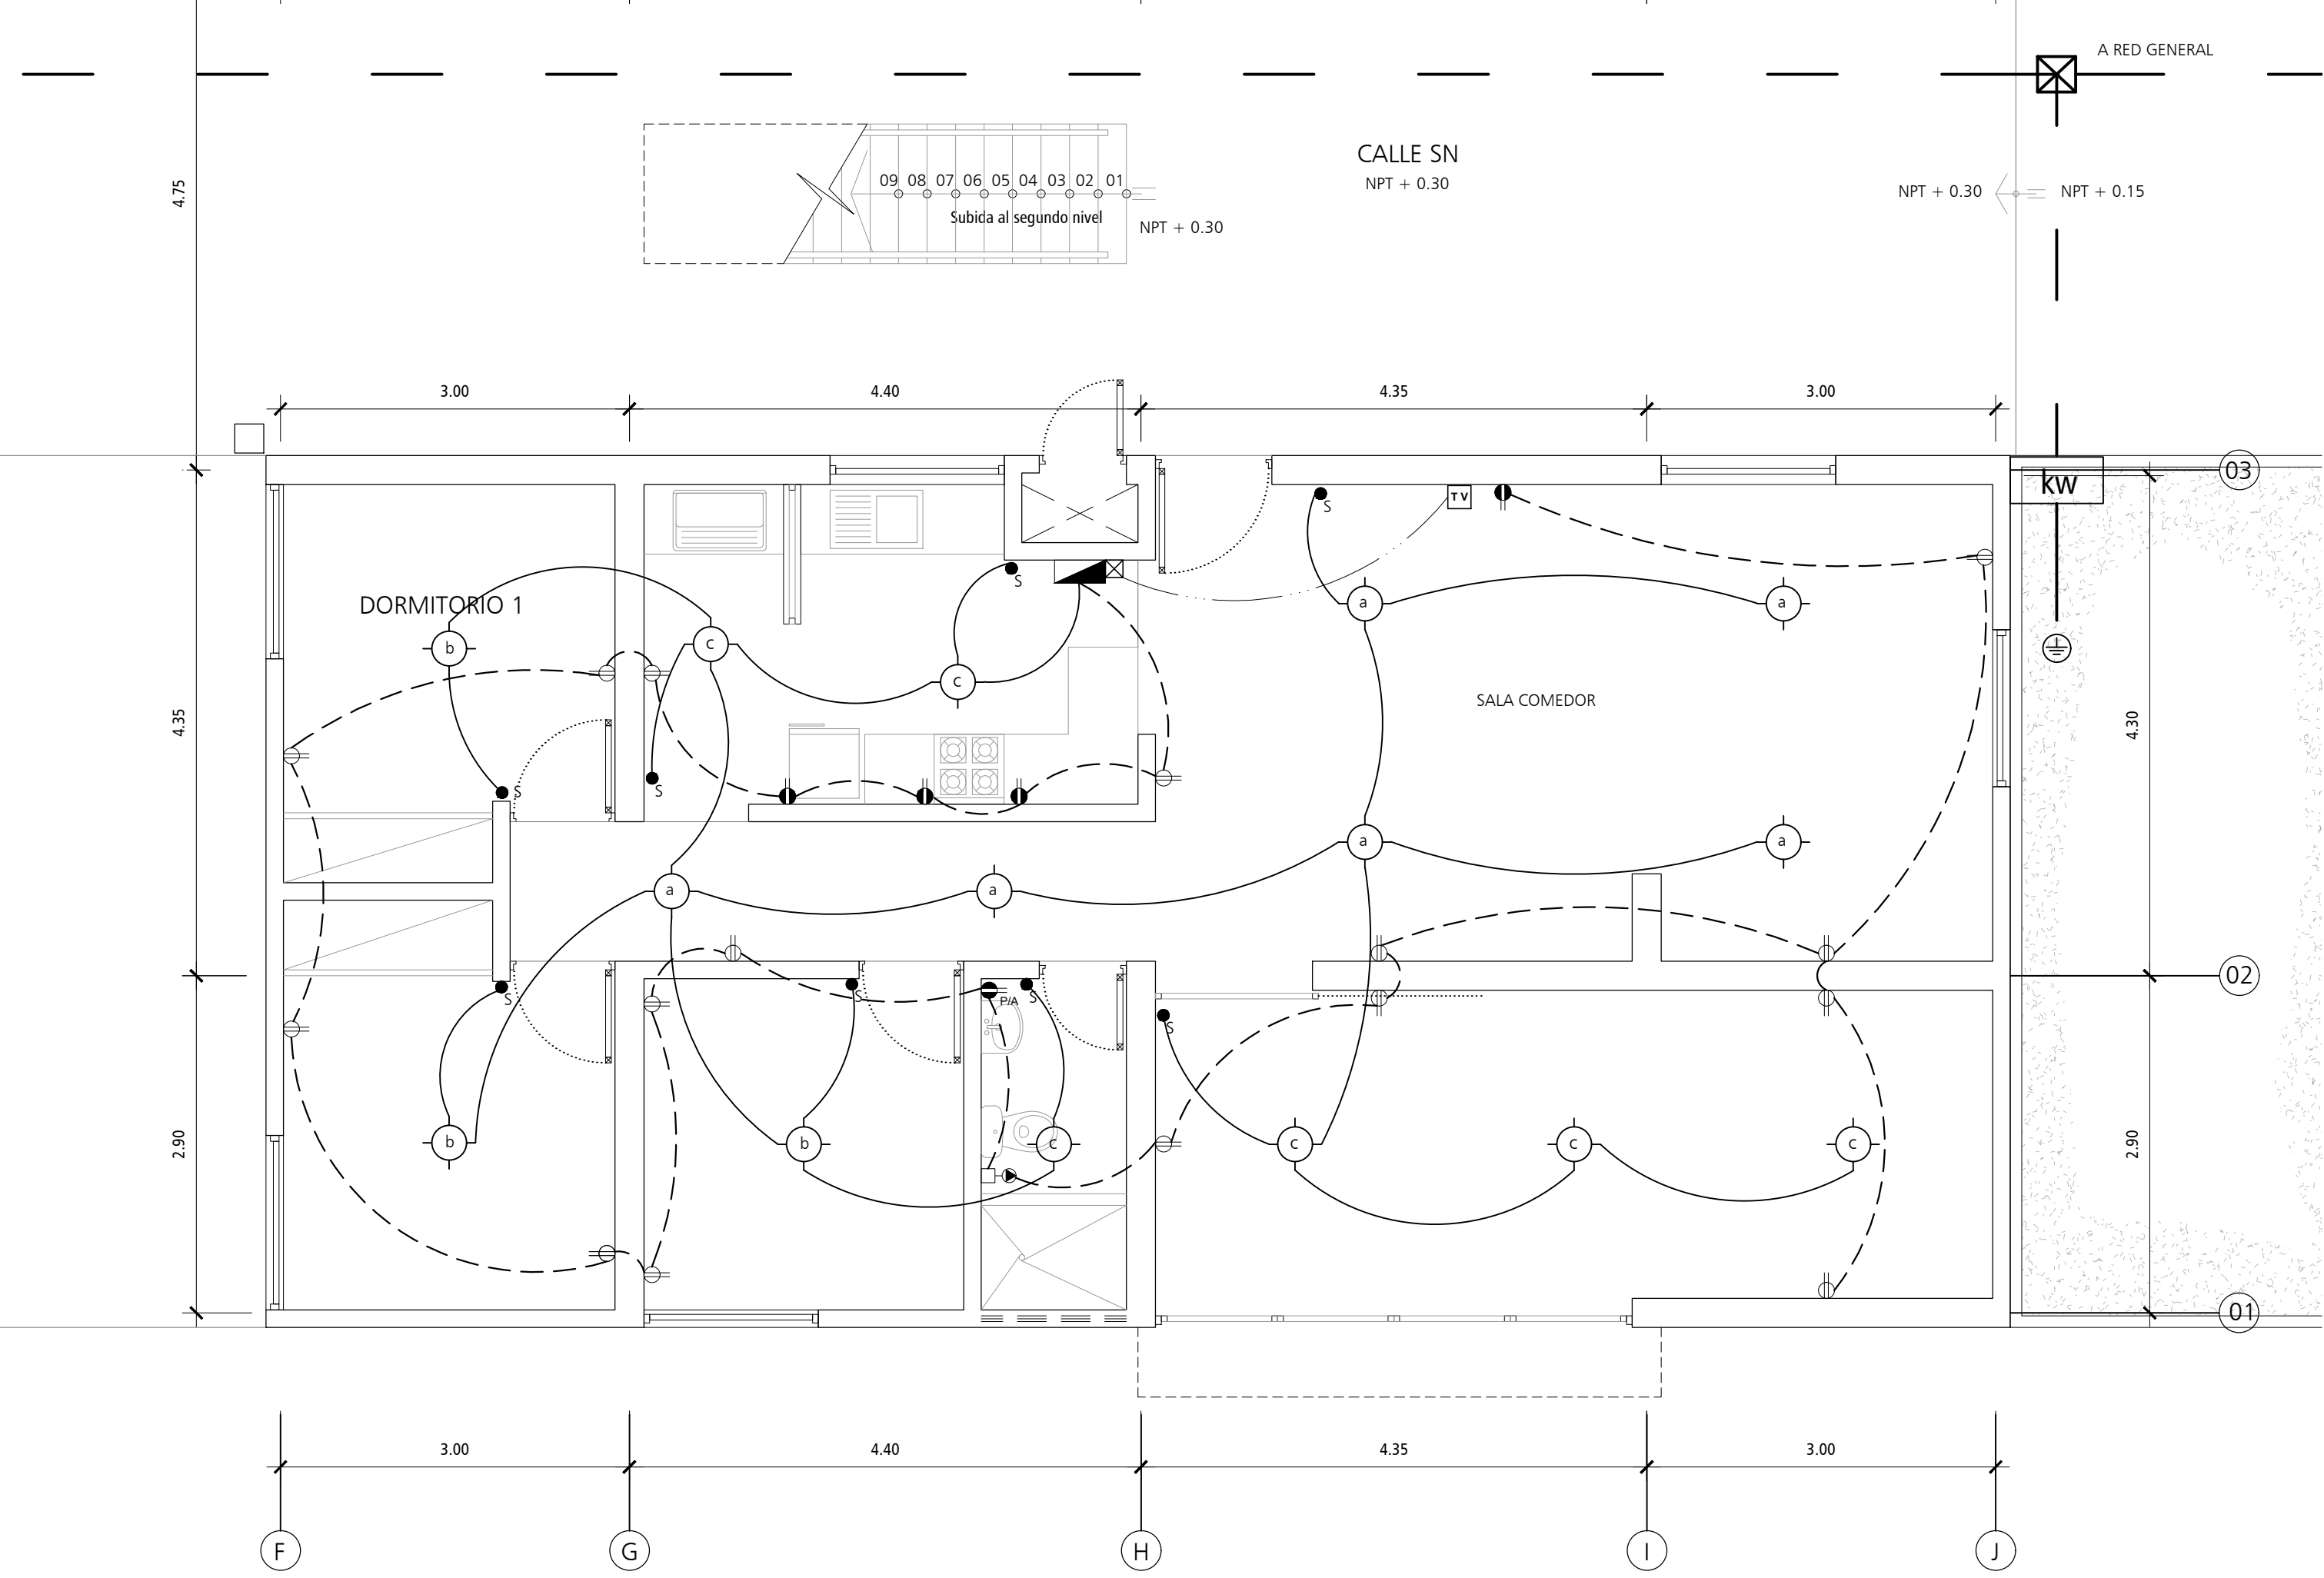 A RED GENERAL
CALLE SN
NPT + 0.30
4.75
09 08 07 06 05 04 03 02 01
Subida al segundo nivel
NPT + 0.30
NPT + 0.30
NPT + 0.15
3.00
4.40
4.35
3.00
03
kw
S
T V
S
DORMITORIO 1
b
c
c
a
a
SALA COMEDOR
4.35
4.30
S
S
a
a
a
a
02
S
S
P/A
S
S
b
b
c
c
c
c
2.90
2.90
01
3.00
4.40
4.35
3.00
F
G
H
I
J